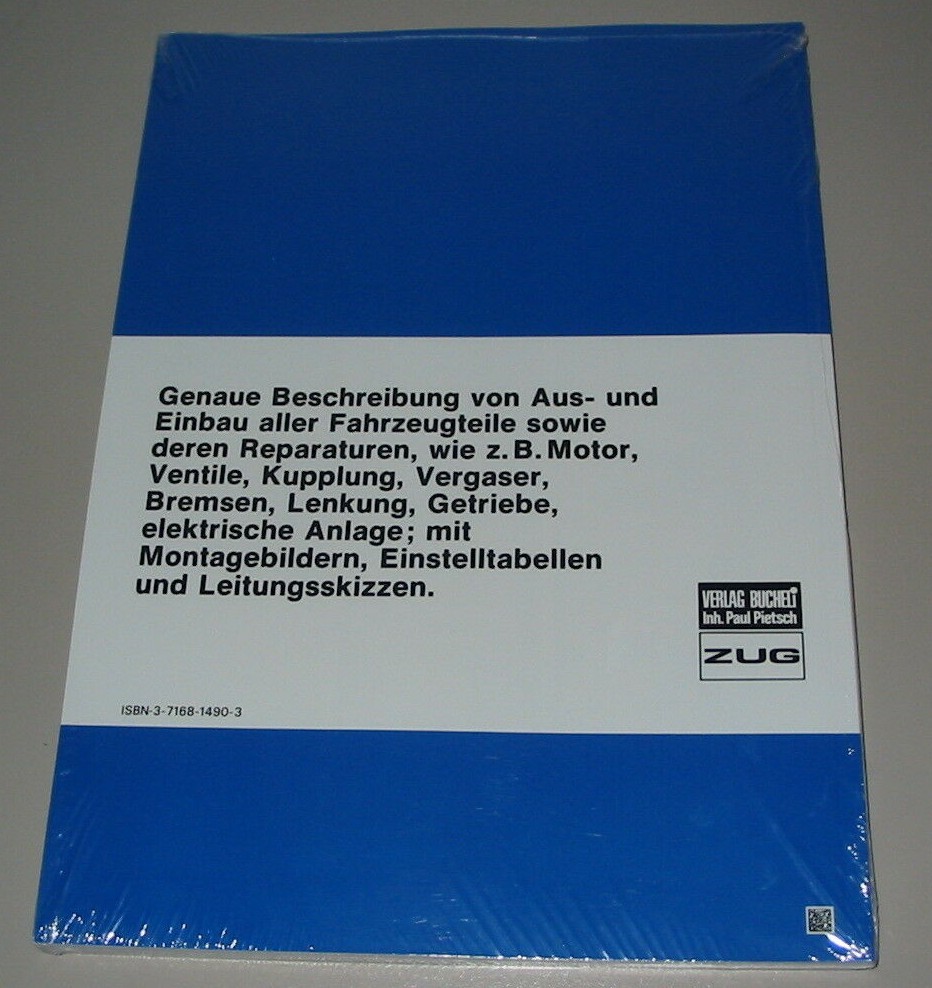 Genaue Beschreibung von Aus- und
Einbau aller Fahrzeugteile sowie
deren Reparaturen, wie z.B. Motor,
Ventile, Kupplung, Vergaser,
Bremsen, Lenkung, Getriebe,
elektrische Anlage; mit
Montagebildern, Einstelltabellen
und Leitungsskizzen.
VERLAG BUCHELI
Inh. Paul Pietsch
ZUG
ISBN-3-7168-1490-3